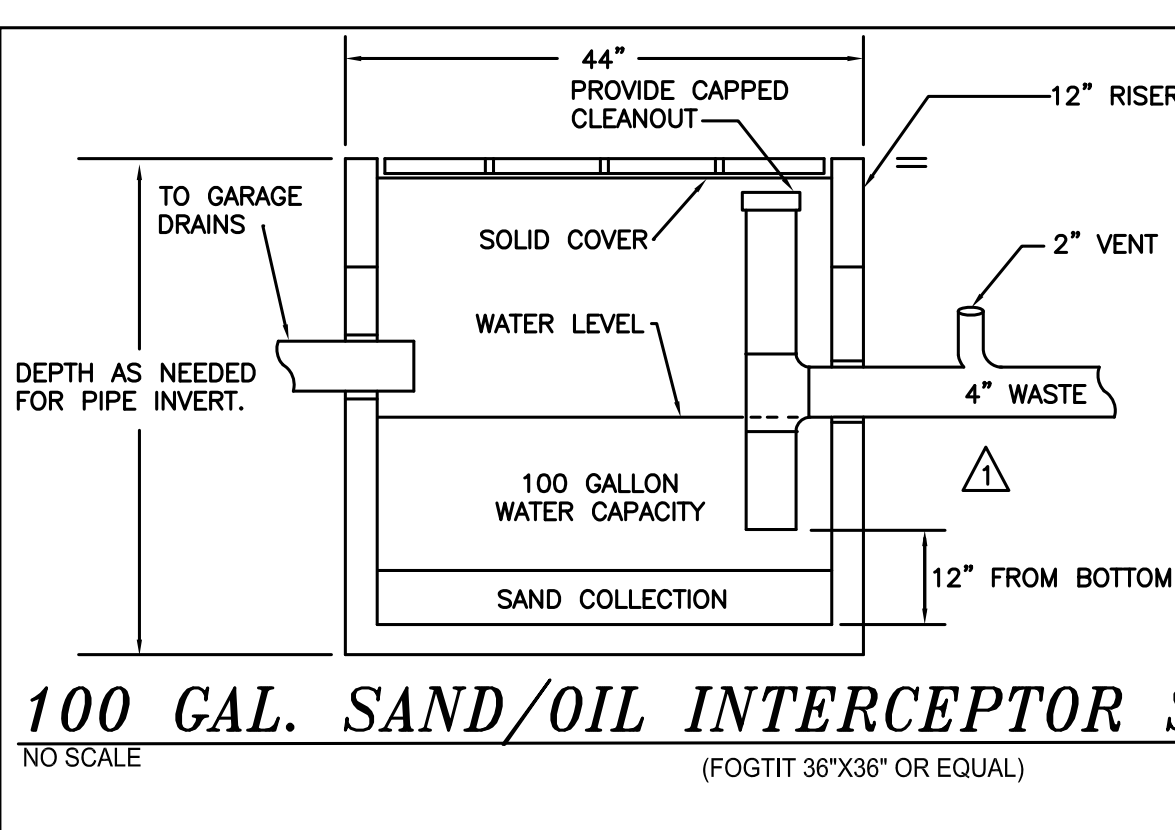 44"
PROVIDE CAPPED
CLEANOUT
12" RISER
TO GARAGE
DRAINS
SOLID COVER
2" VENT
WATER LEVEL
DEPTH AS NEEDED
FOR PIPE INVERT.
4" WASTE
1
100 GALLON
WATER CAPACITY
12" FROM BOTTOM
SAND COLLECTION
100 GAL. SAND/OIL INTERCEPTOR S
NO SCALE
(FOGTIT 36"X36" OR EQUAL)